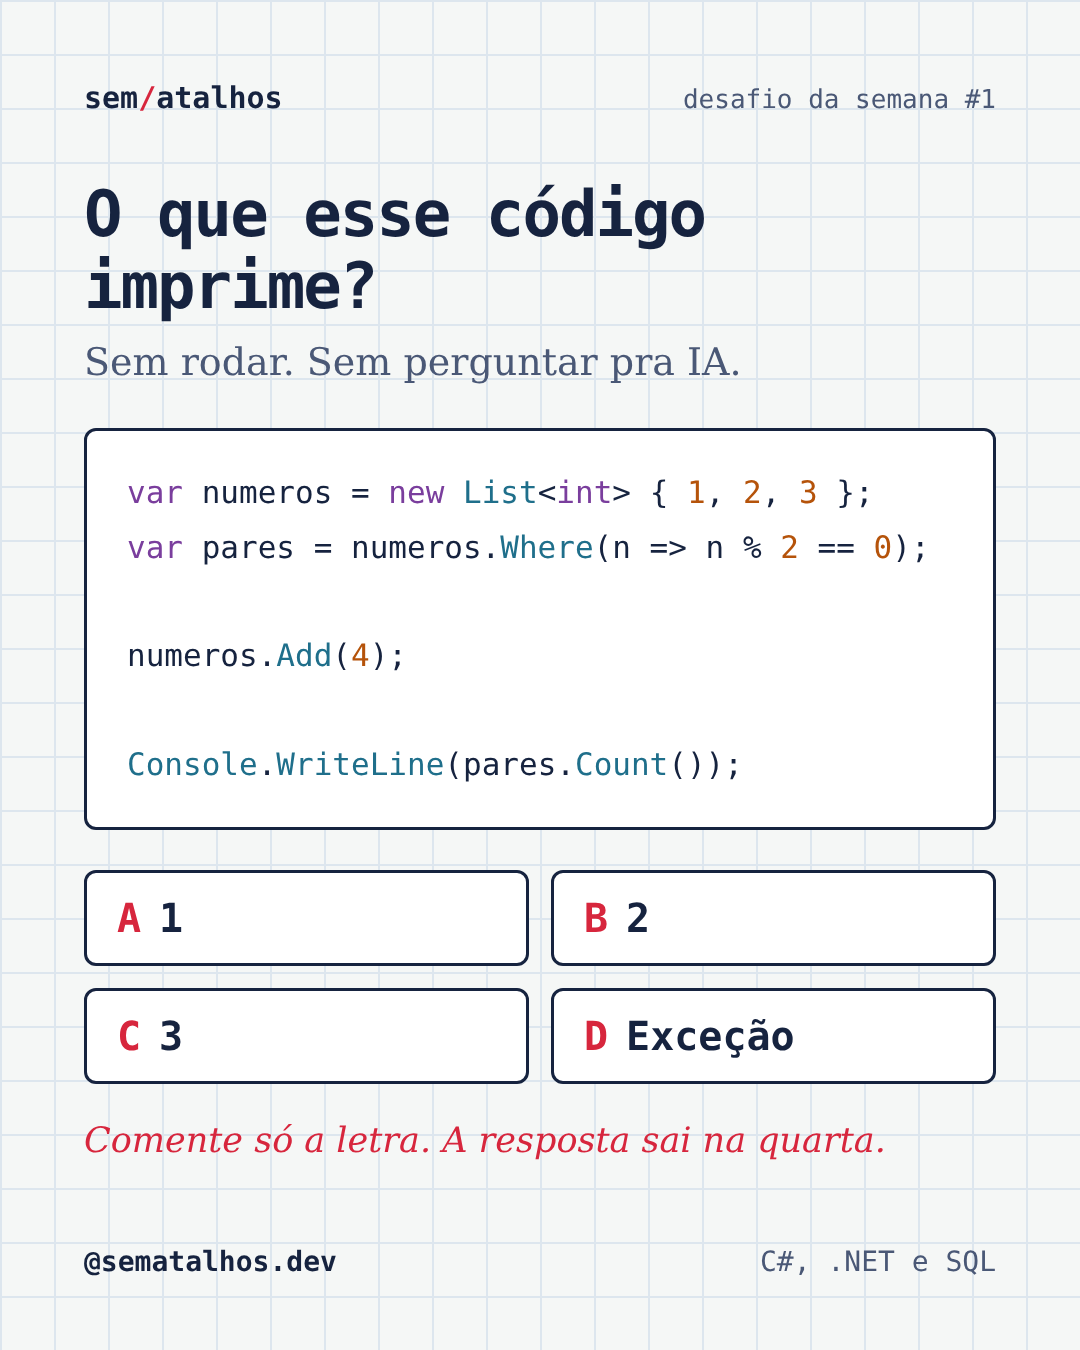 sem/atalhos
desafio da semana #1
O que esse código
imprime?
Sem rodar. Sem perguntar pra IA.
var numeros = new List<int> { 1, 2, 3 };
var pares = numeros.Where(n => n % 2 == 0);
numeros.Add(4);
Console.WriteLine(pares.Count());
A 1
B 2
C 3
D Exceção
Comente só a letra. A resposta sai na quarta.
@sematalhos.dev
C#, .NET e SQL